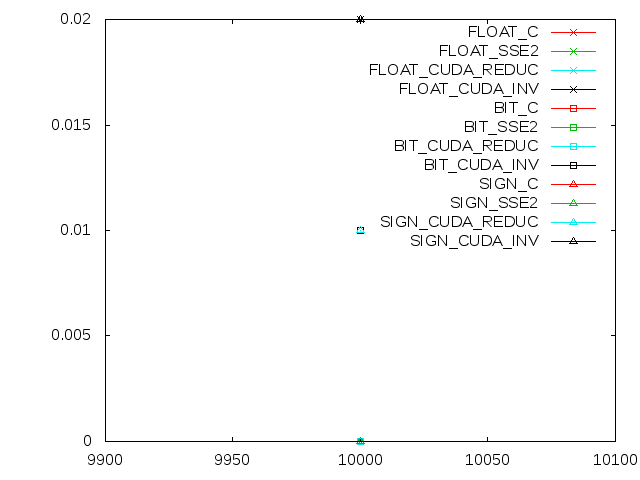 0.02
0.015
0.01
0.005
0
9900
9950
10000
10050
10100
FLOAT_C
FLOAT_SSE2
FLOAT_CUDA_REDUC
FLOAT_CUDA_INV
BIT_C
BIT_SSE2
BIT_CUDA_REDUC
BIT_CUDA_INV
SIGN_C
SIGN_SSE2
SIGN_CUDA_REDUC
SIGN_CUDA_INV